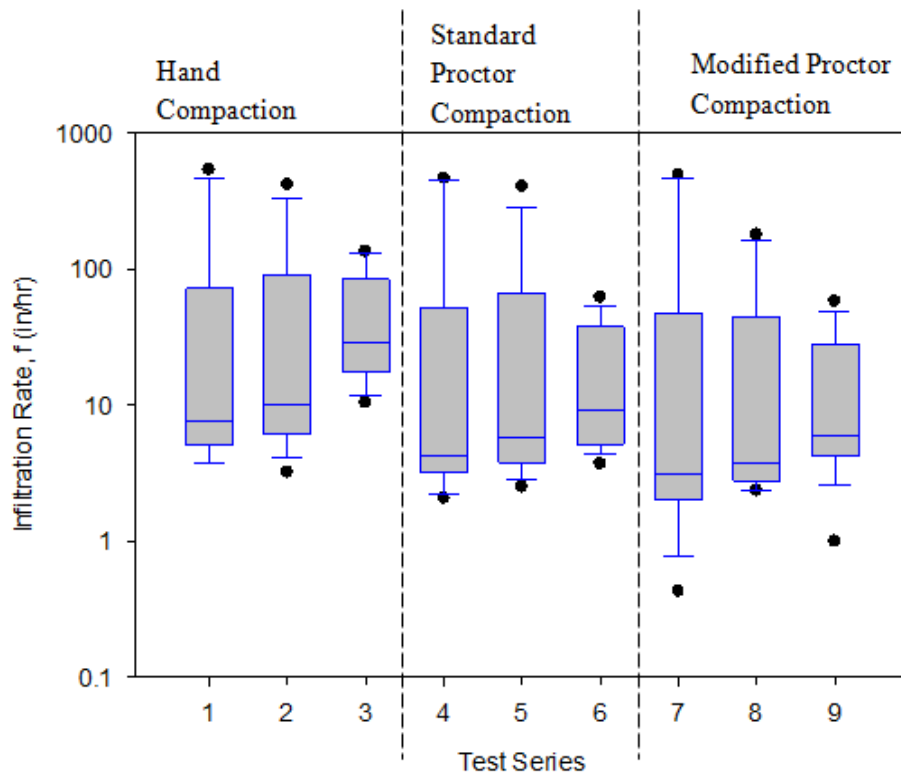 Hand
Compaction
Standard
Proctor
Compaction
Modified Proctor
Compaction
1000
100
10
1
0.1
Infiltration Rate, f (in/hr)
1 2 3 4 5 6 7 8 9
Test Series